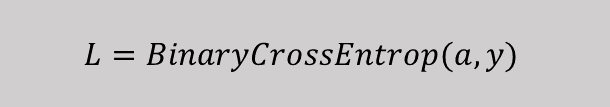 L = BinaryCrossEntrop(a, y)